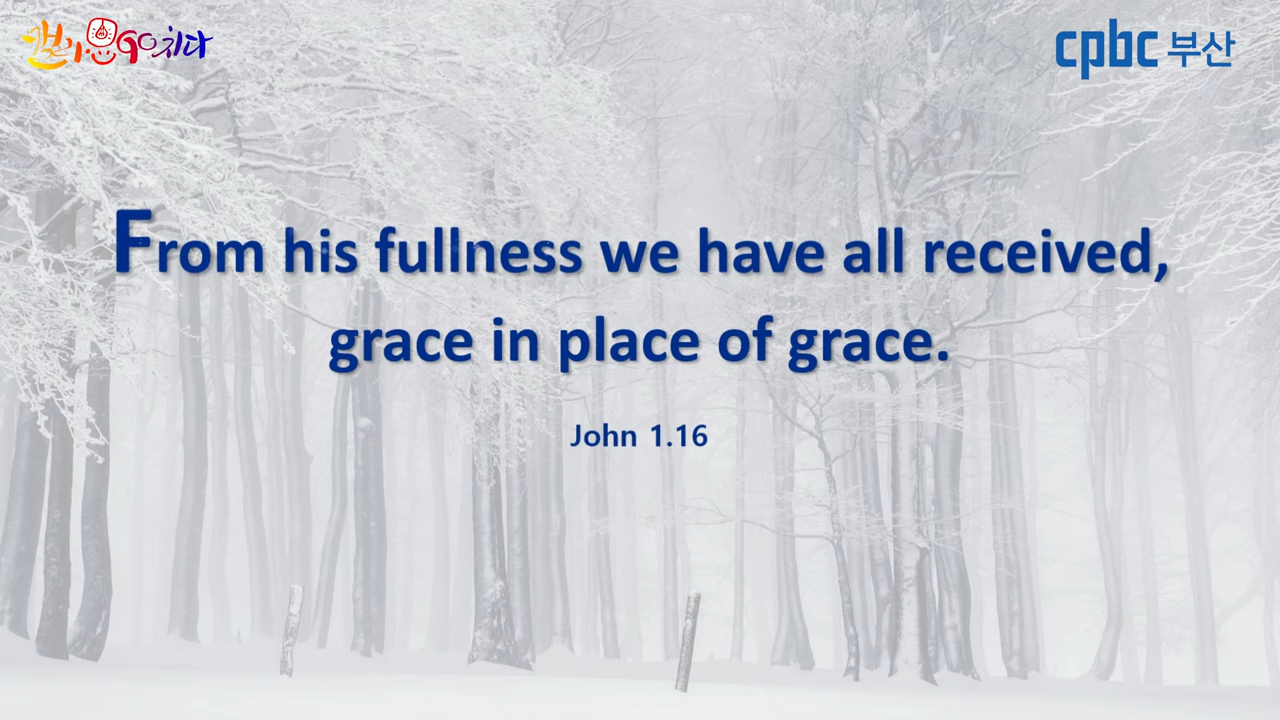 cpbc 부산
From his fullness we have all received,
grace in place of grace.
John 1.16